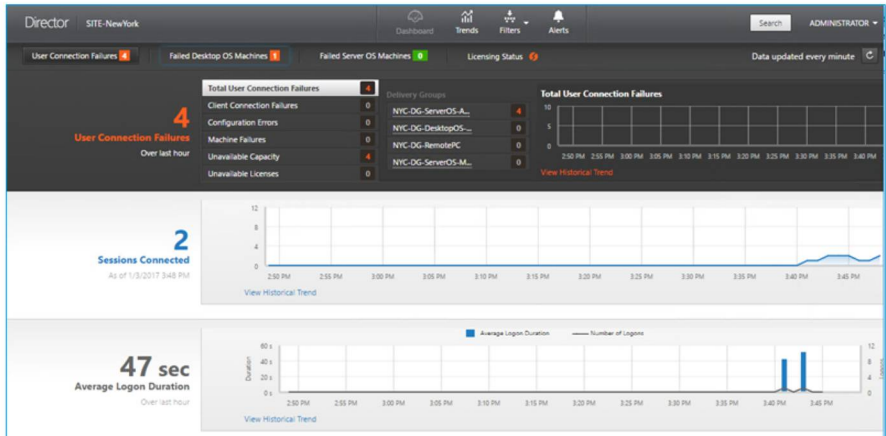 Director SITE-NewYork Dashboard Trends Filters Alerts Search ADMINISTRATOR
User Connection Failures 4 Failed Desktop OS Machines 1 Failed Server OS Machines 0 Licensing Status Data updated every minute
4
User Connection Failures
Over last hour
Total User Connection Failures 4
Client Connection Failures 0
Configuration Errors 0
Machine Failures 0
Unavailable Capacity 4
Unavailable Licenses 0
Delivery Groups
NYC-DG-ServerOS-A... 4
NYC-DG-DesktopOS-... 0
NYC-DG-RemotePC 0
NYC-DG-ServerOS-M... 0
Total User Connection Failures
10
5
0
2:50 PM 2:55 PM 3:00 PM 3:05 PM 3:10 PM 3:15 PM 3:20 PM 3:25 PM 3:30 PM 3:35 PM 3:40 PM
View Historical Trend
2
Sessions Connected
As of 1/3/2017 3:48 PM
12
8
4
0
2:50 PM 2:55 PM 3:00 PM 3:05 PM 3:10 PM 3:15 PM 3:20 PM 3:25 PM 3:30 PM 3:35 PM 3:40 PM 3:45 PM
View Historical Trend
47 sec
Average Logon Duration
Over last hour
Average Logon Duration Number of Logons
Duration
60 s
40 s
20 s
0 s
12
8
4
0
Logons
2:50 PM 2:55 PM 3:00 PM 3:05 PM 3:10 PM 3:15 PM 3:20 PM 3:25 PM 3:30 PM 3:35 PM 3:40 PM 3:45 PM
View Historical Trend